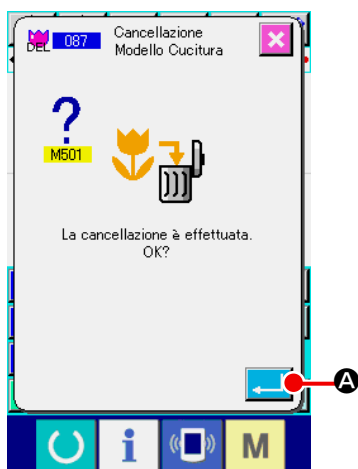 DEL 087 Cancellazione
Modello Cucitura
?
M501
La cancellazione è effettuata.
OK?
A
i
M